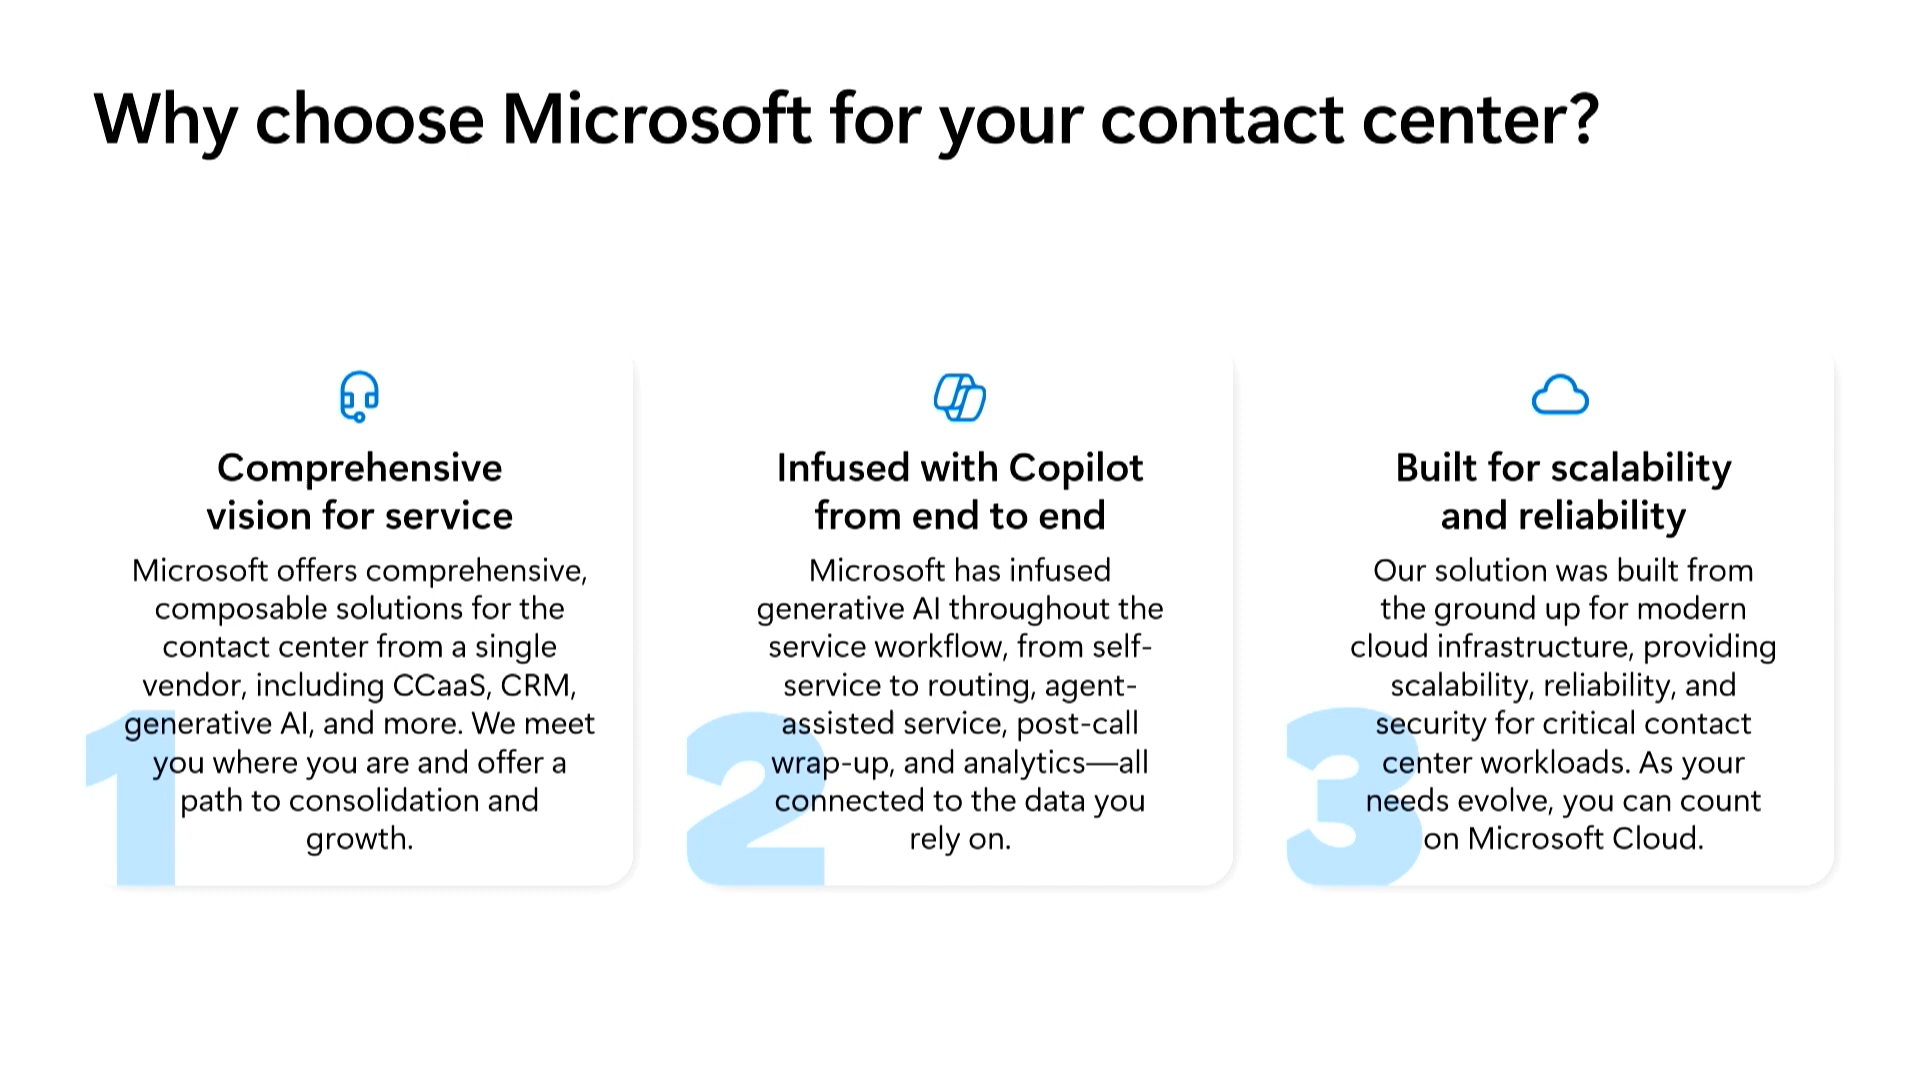 Why choose Microsoft for your contact center?
Comprehensive
vision for service
Microsoft offers comprehensive,
composable solutions for the
contact center from a single
vendor, including CCaaS, CRM,
generative AI, and more. We meet
you where you are and offer a
path to consolidation and
growth.
1
Infused with Copilot
from end to end
Microsoft has infused
generative AI throughout the
service workflow, from self-
service to routing, agent-
assisted service, post-call
wrap-up, and analytics—all
connected to the data you
rely on.
2
Built for scalability
and reliability
Our solution was built from
the ground up for modern
cloud infrastructure, providing
scalability, reliability, and
security for critical contact
center workloads. As your
needs evolve, you can count
on Microsoft Cloud.
3